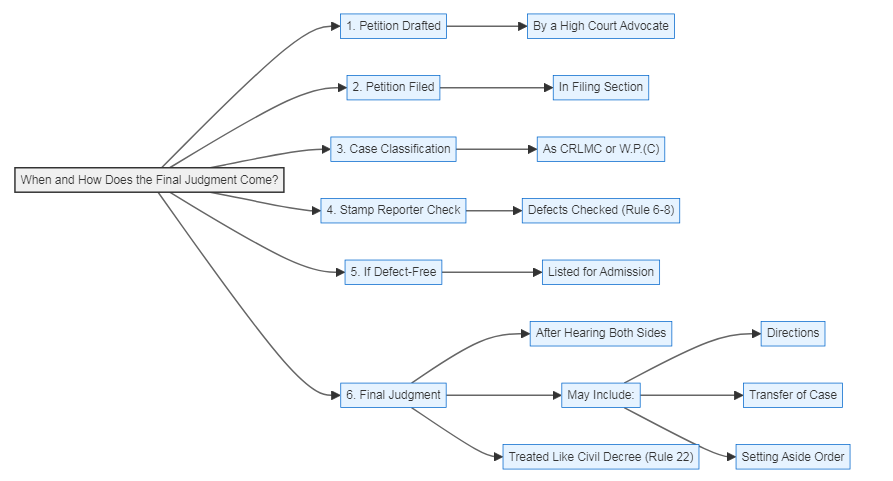 When and How Does the Final Judgment Come?
1. Petition Drafted
By a High Court Advocate
2. Petition Filed
In Filing Section
3. Case Classification
As CRLMC or W.P.(C)
4. Stamp Reporter Check
Defects Checked (Rule 6-8)
5. If Defect-Free
Listed for Admission
6. Final Judgment
After Hearing Both Sides
May Include:
Directions
Transfer of Case
Setting Aside Order
Treated Like Civil Decree (Rule 22)